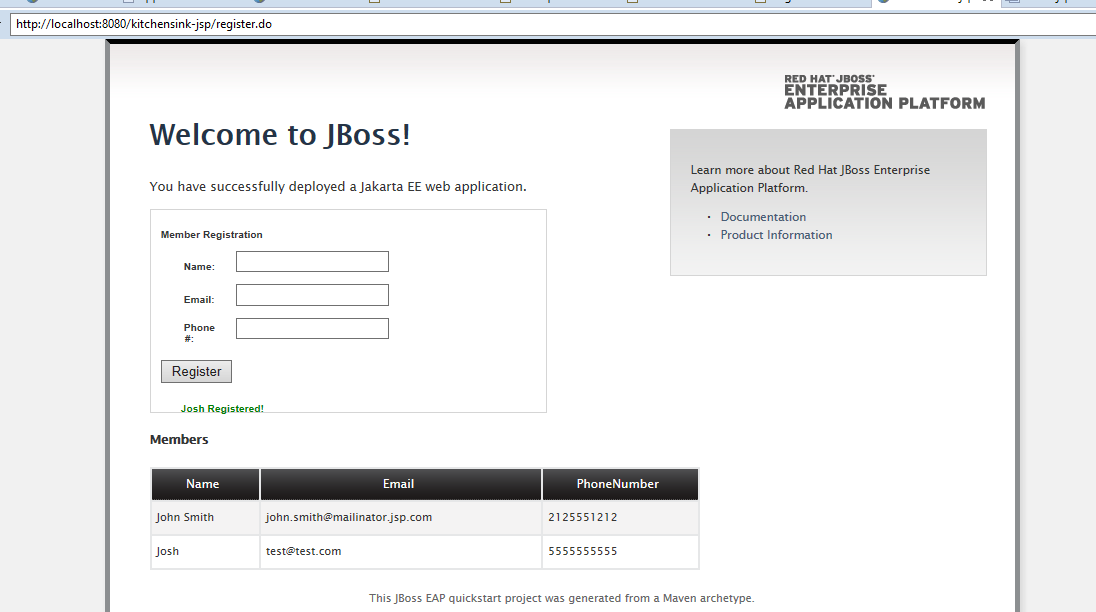 http://localhost:8080/kitchensink-jsp/register.do
RED HAT® JBOSS®
ENTERPRISE
APPLICATION PLATFORM
Welcome to JBoss!
You have successfully deployed a Jakarta EE web application.
Learn more about Red Hat JBoss Enterprise
Application Platform.
· Documentation
· Product Information
Member Registration
Name:
Email:
Phone
#:
Register
Josh Registered!
Members
Name Email PhoneNumber
John Smith john.smith@mailinator.jsp.com 2125551212
Josh test@test.com 5555555555
This JBoss EAP quickstart project was generated from a Maven archetype.